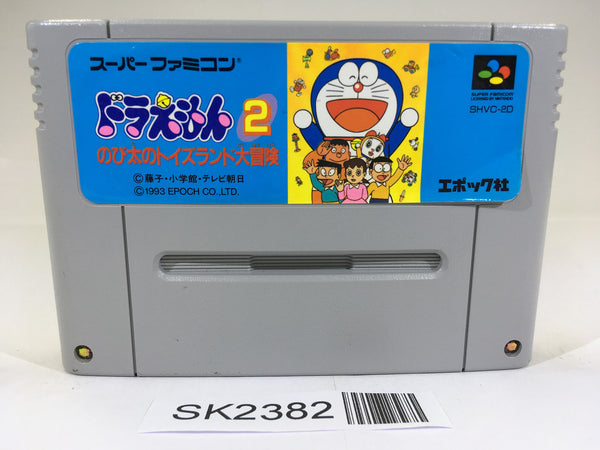 スーパーファミコン®
ドラえもん2
のび太のトイズランド大冒険
©藤子・小学館・テレビ朝日
©1993 EPOCH CO., LTD.
SUPER FAMICOM
LICENSED BY NINTENDO
SHVC-2D
エポック社
SK2382